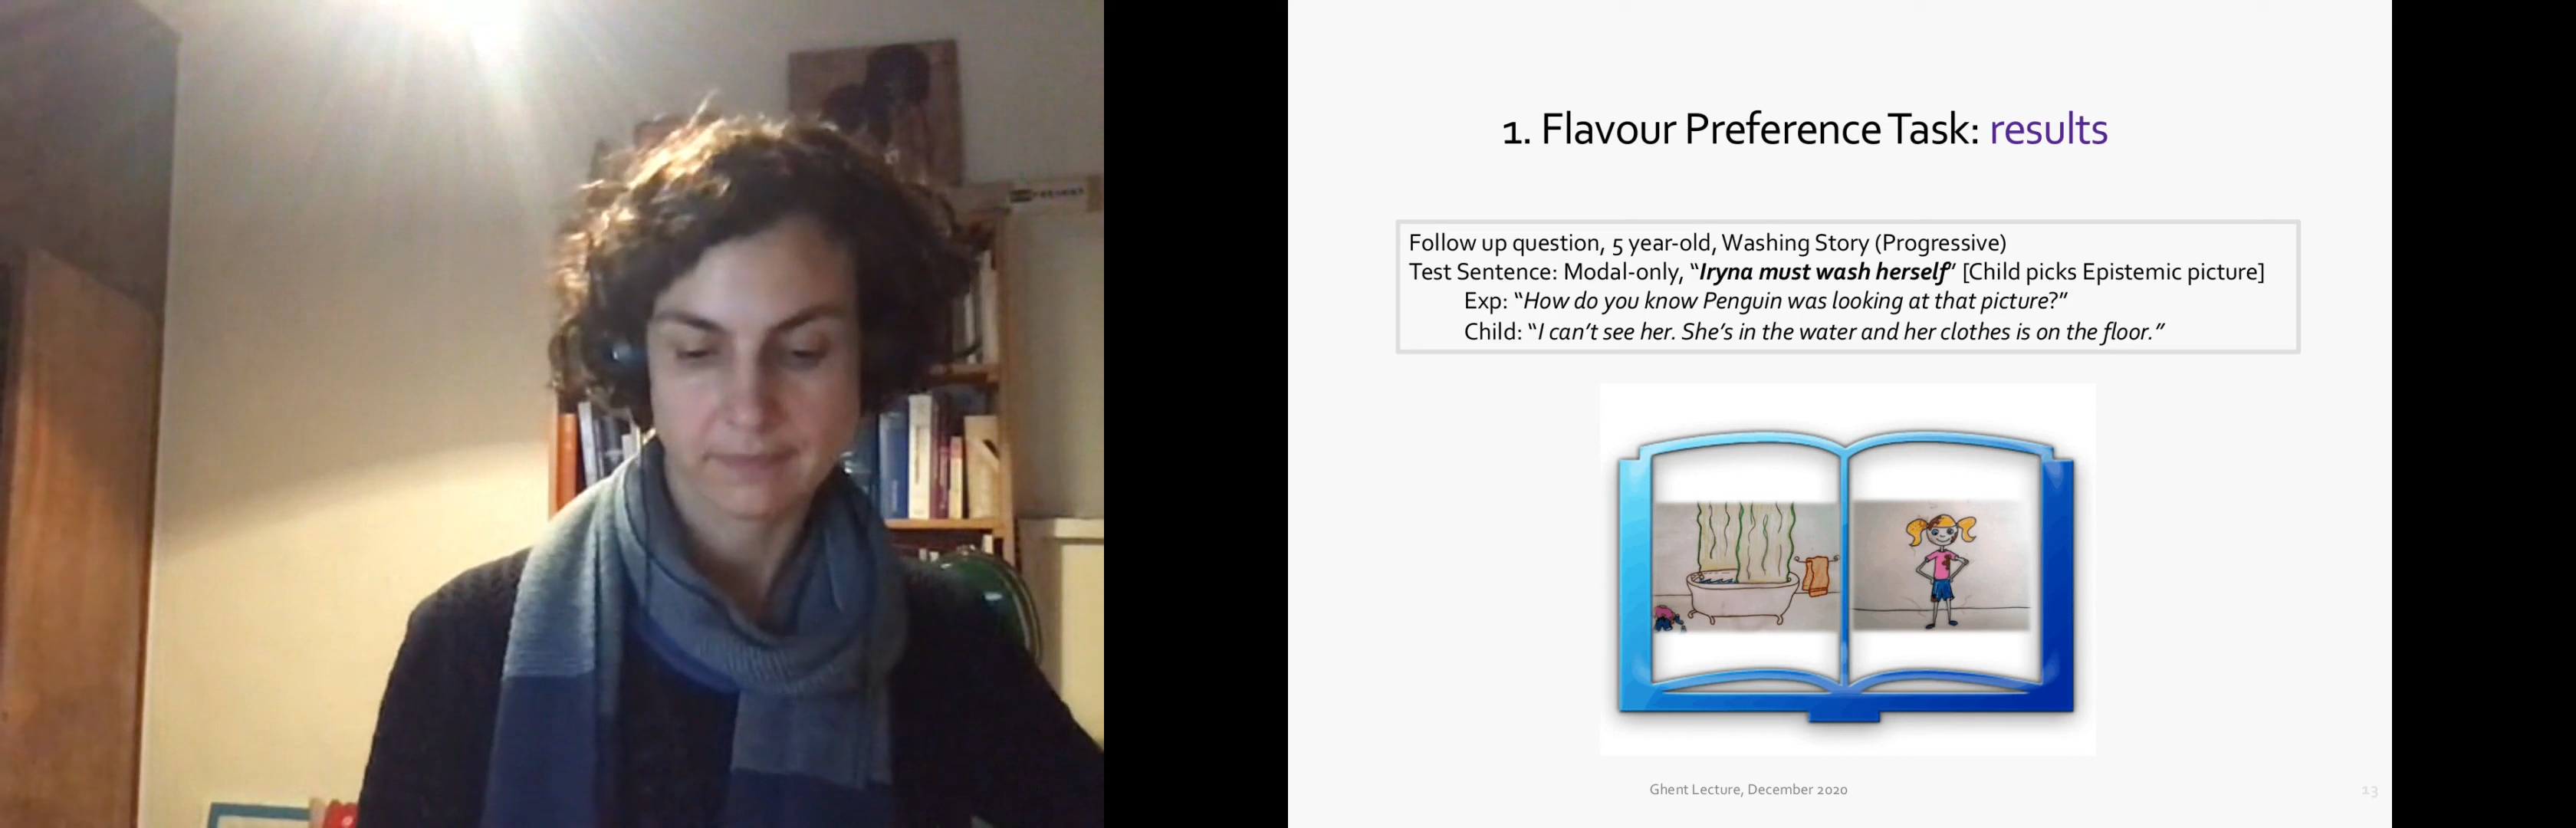 1. Flavour Preference Task: results
Follow up question, 5 year-old, Washing Story (Progressive)
Test Sentence: Modal-only, “Iryna must wash herself” [Child picks Epistemic picture]
Exp: “How do you know Penguin was looking at that picture?”
Child: “I can’t see her. She’s in the water and her clothes is on the floor.”
Ghent Lecture, December 2020
13